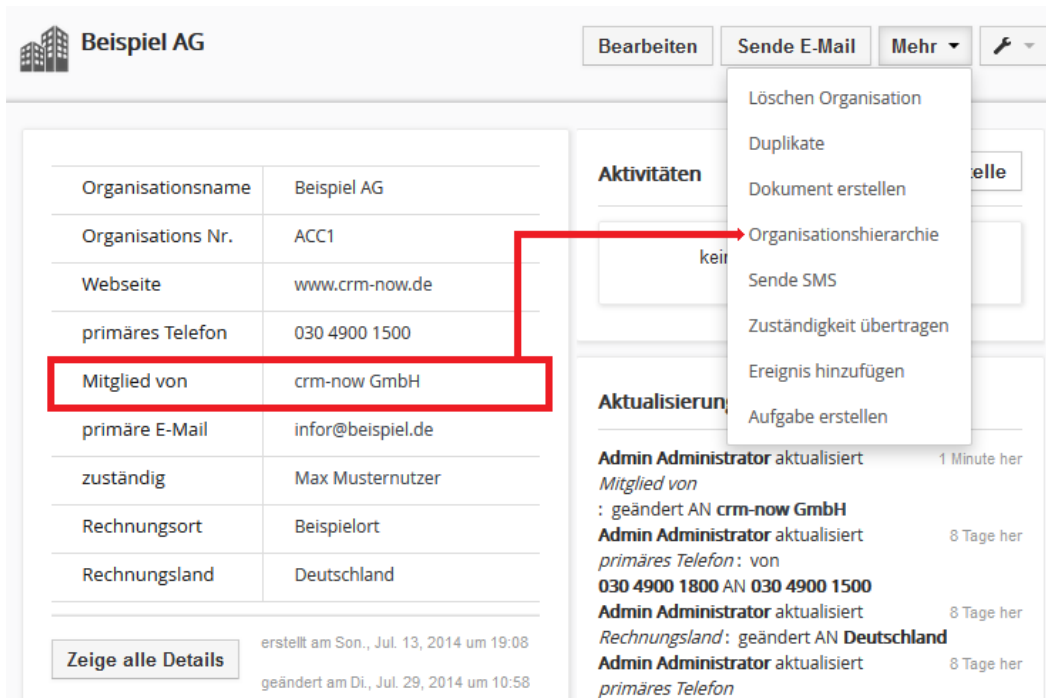 Beispiel AG
Bearbeiten
Sende E-Mail
Mehr
Löschen Organisation
Duplikate
Dokument erstellen
Organisationshierarchie
Sende SMS
Zuständigkeit übertragen
Ereignis hinzufügen
Aufgabe erstellen
Organisationsname Beispiel AG
Organisations Nr. ACC1
Webseite www.crm-now.de
primäres Telefon 030 4900 1500
Mitglied von crm-now GmbH
primäre E-Mail infor@beispiel.de
zuständig Max Musternutzer
Rechnungsort Beispielort
Rechnungsland Deutschland
Zeige alle Details
erstellt am Son., Jul. 13, 2014 um 19:08
geändert am Di., Jul. 29, 2014 um 10:58
Aktivitäten
Admin Administrator aktualisiert 1 Minute her
Mitglied von
: geändert AN crm-now GmbH
Admin Administrator aktualisiert 8 Tage her
primäres Telefon : von
030 4900 1800 AN 030 4900 1500
Admin Administrator aktualisiert 8 Tage her
Rechnungsland : geändert AN Deutschland
Admin Administrator aktualisiert 8 Tage her
primäres Telefon